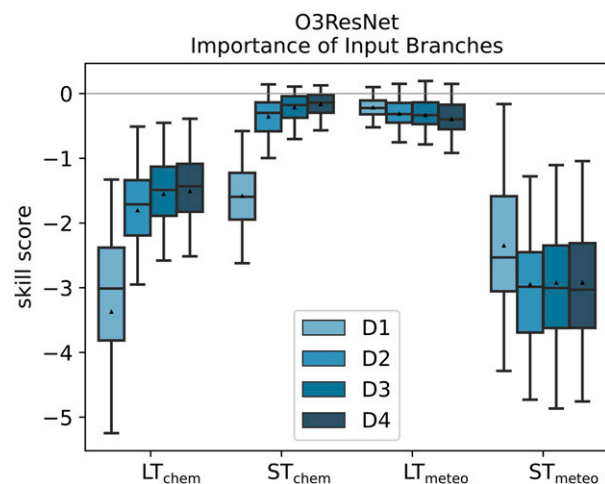 O3ResNet
Importance of Input Branches
skill score
0
−1
−2
−3
−4
−5
D1
D2
D3
D4
LTchem
STchem
LTmeteo
STmeteo